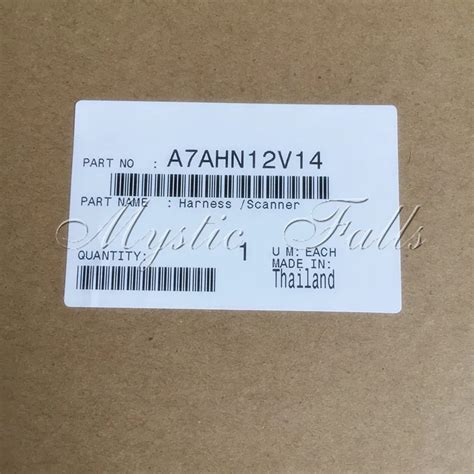 PART NO : A7AHN12V14
PART NAME : Harness /Scanner
Mystic Falls
QUANTITY: 1 U M: EACH
MADE IN:
Thailand